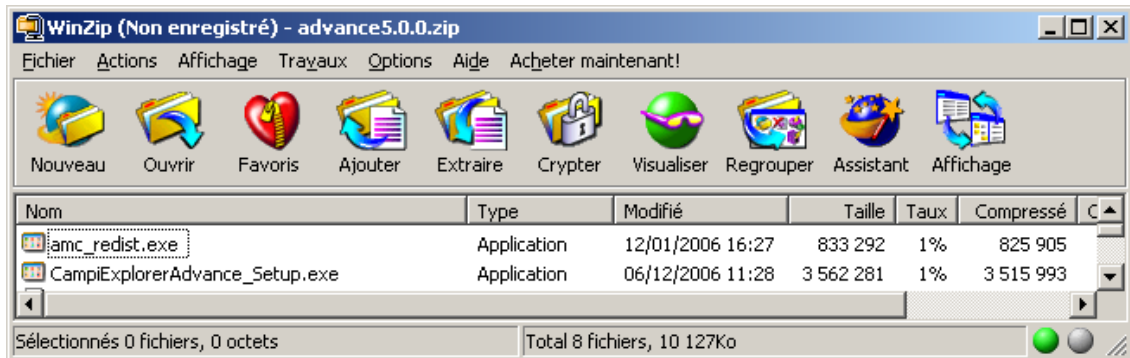 WinZip (Non enregistré) - advance5.0.0.zip
Fichier Actions Affichage Travaux Options Aide Acheter maintenant!
Nouveau Ouvrir Favoris Ajouter Extraire Crypter Visualiser Regrouper Assistant Affichage
Nom Type Modifié Taille Taux Compressé C
amc_redist.exe Application 12/01/2006 16:27 833 292 1% 825 905
CampiExplorerAdvance_Setup.exe Application 06/12/2006 11:28 3 562 281 1% 3 515 993
Sélectionnés 0 fichiers, 0 octets Total 8 fichiers, 10 127Ko